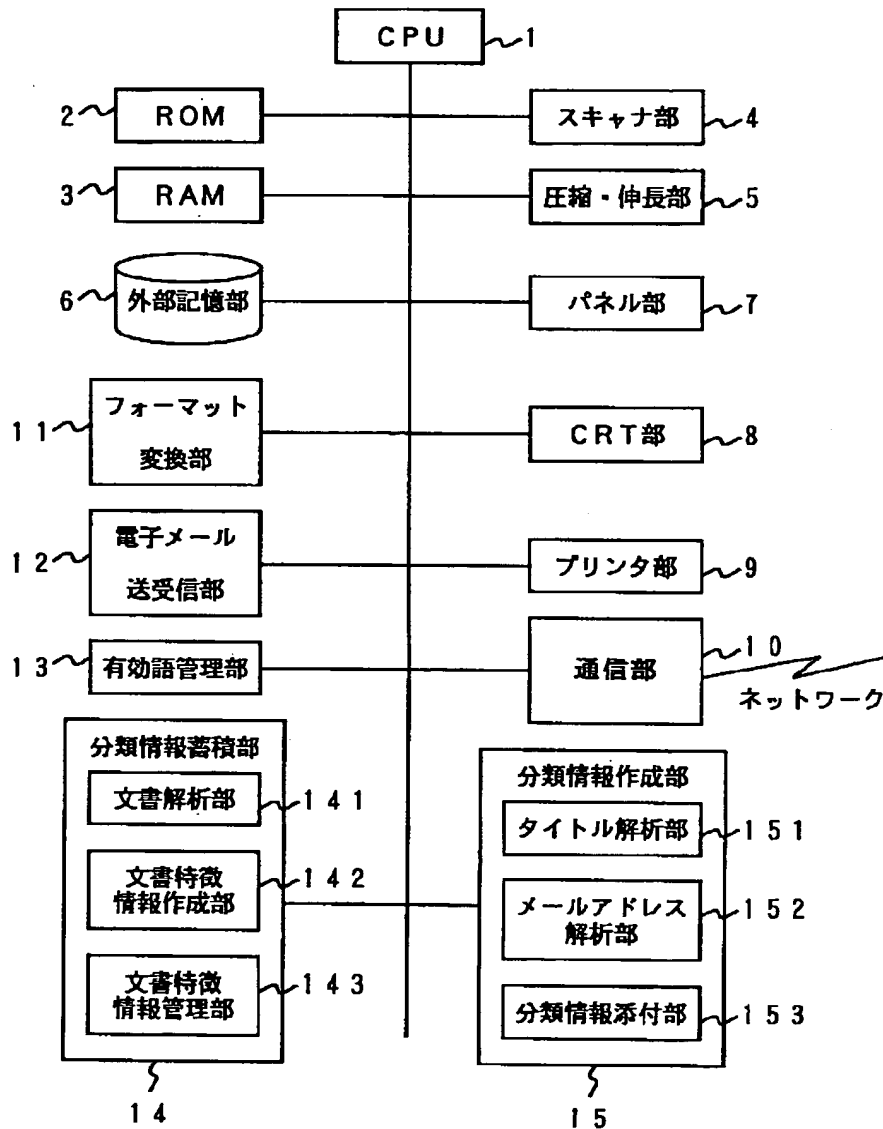 CPU 1
2 ROM
スキャナ部 4
3 RAM
圧縮・伸長部 5
6 外部記憶部
パネル部 7
11 フォーマット
変換部
CRT部 8
12 電子メール
送受信部
プリンタ部 9
13 有効語管理部
通信部 10
ネットワーク
分類情報蓄積部
文書解析部 141
文書特徴
情報作成部 142
文書特徴
情報管理部 143
14
分類情報作成部
タイトル解析部 151
メールアドレス
解析部 152
分類情報添付部 153
15